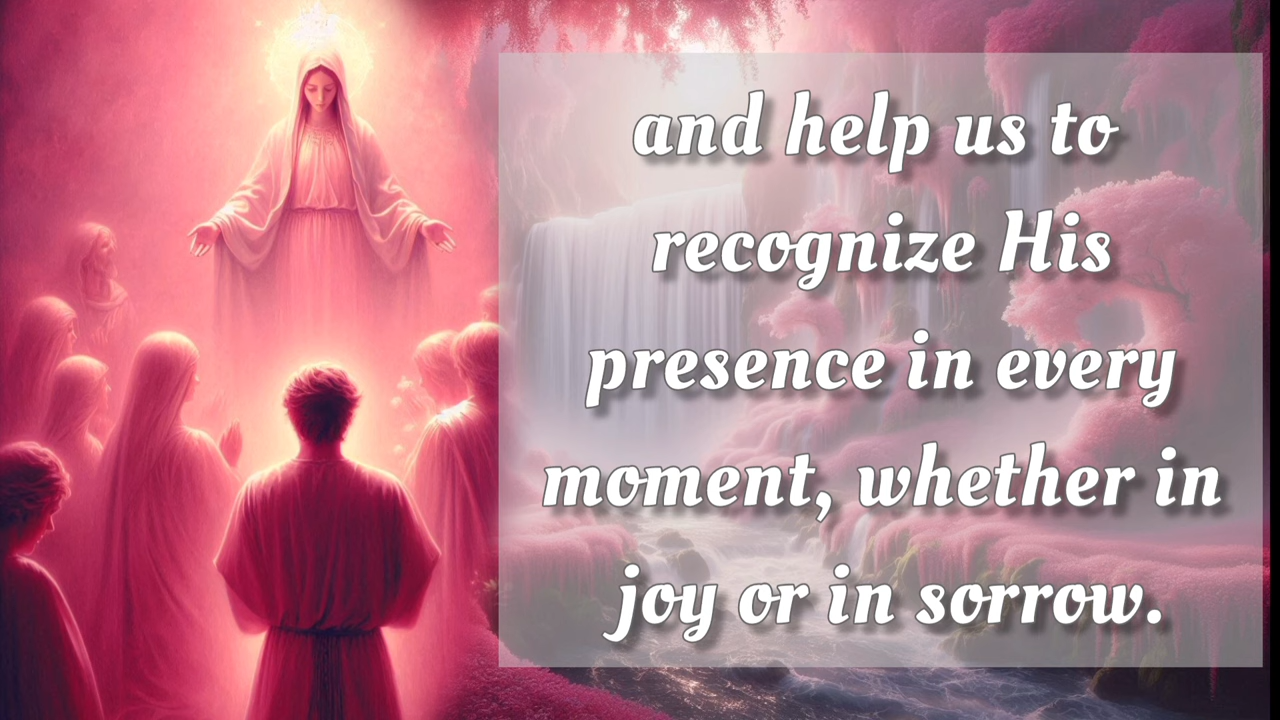 and help us to
recognize His
presence in every
moment, whether in
joy or in sorrow.